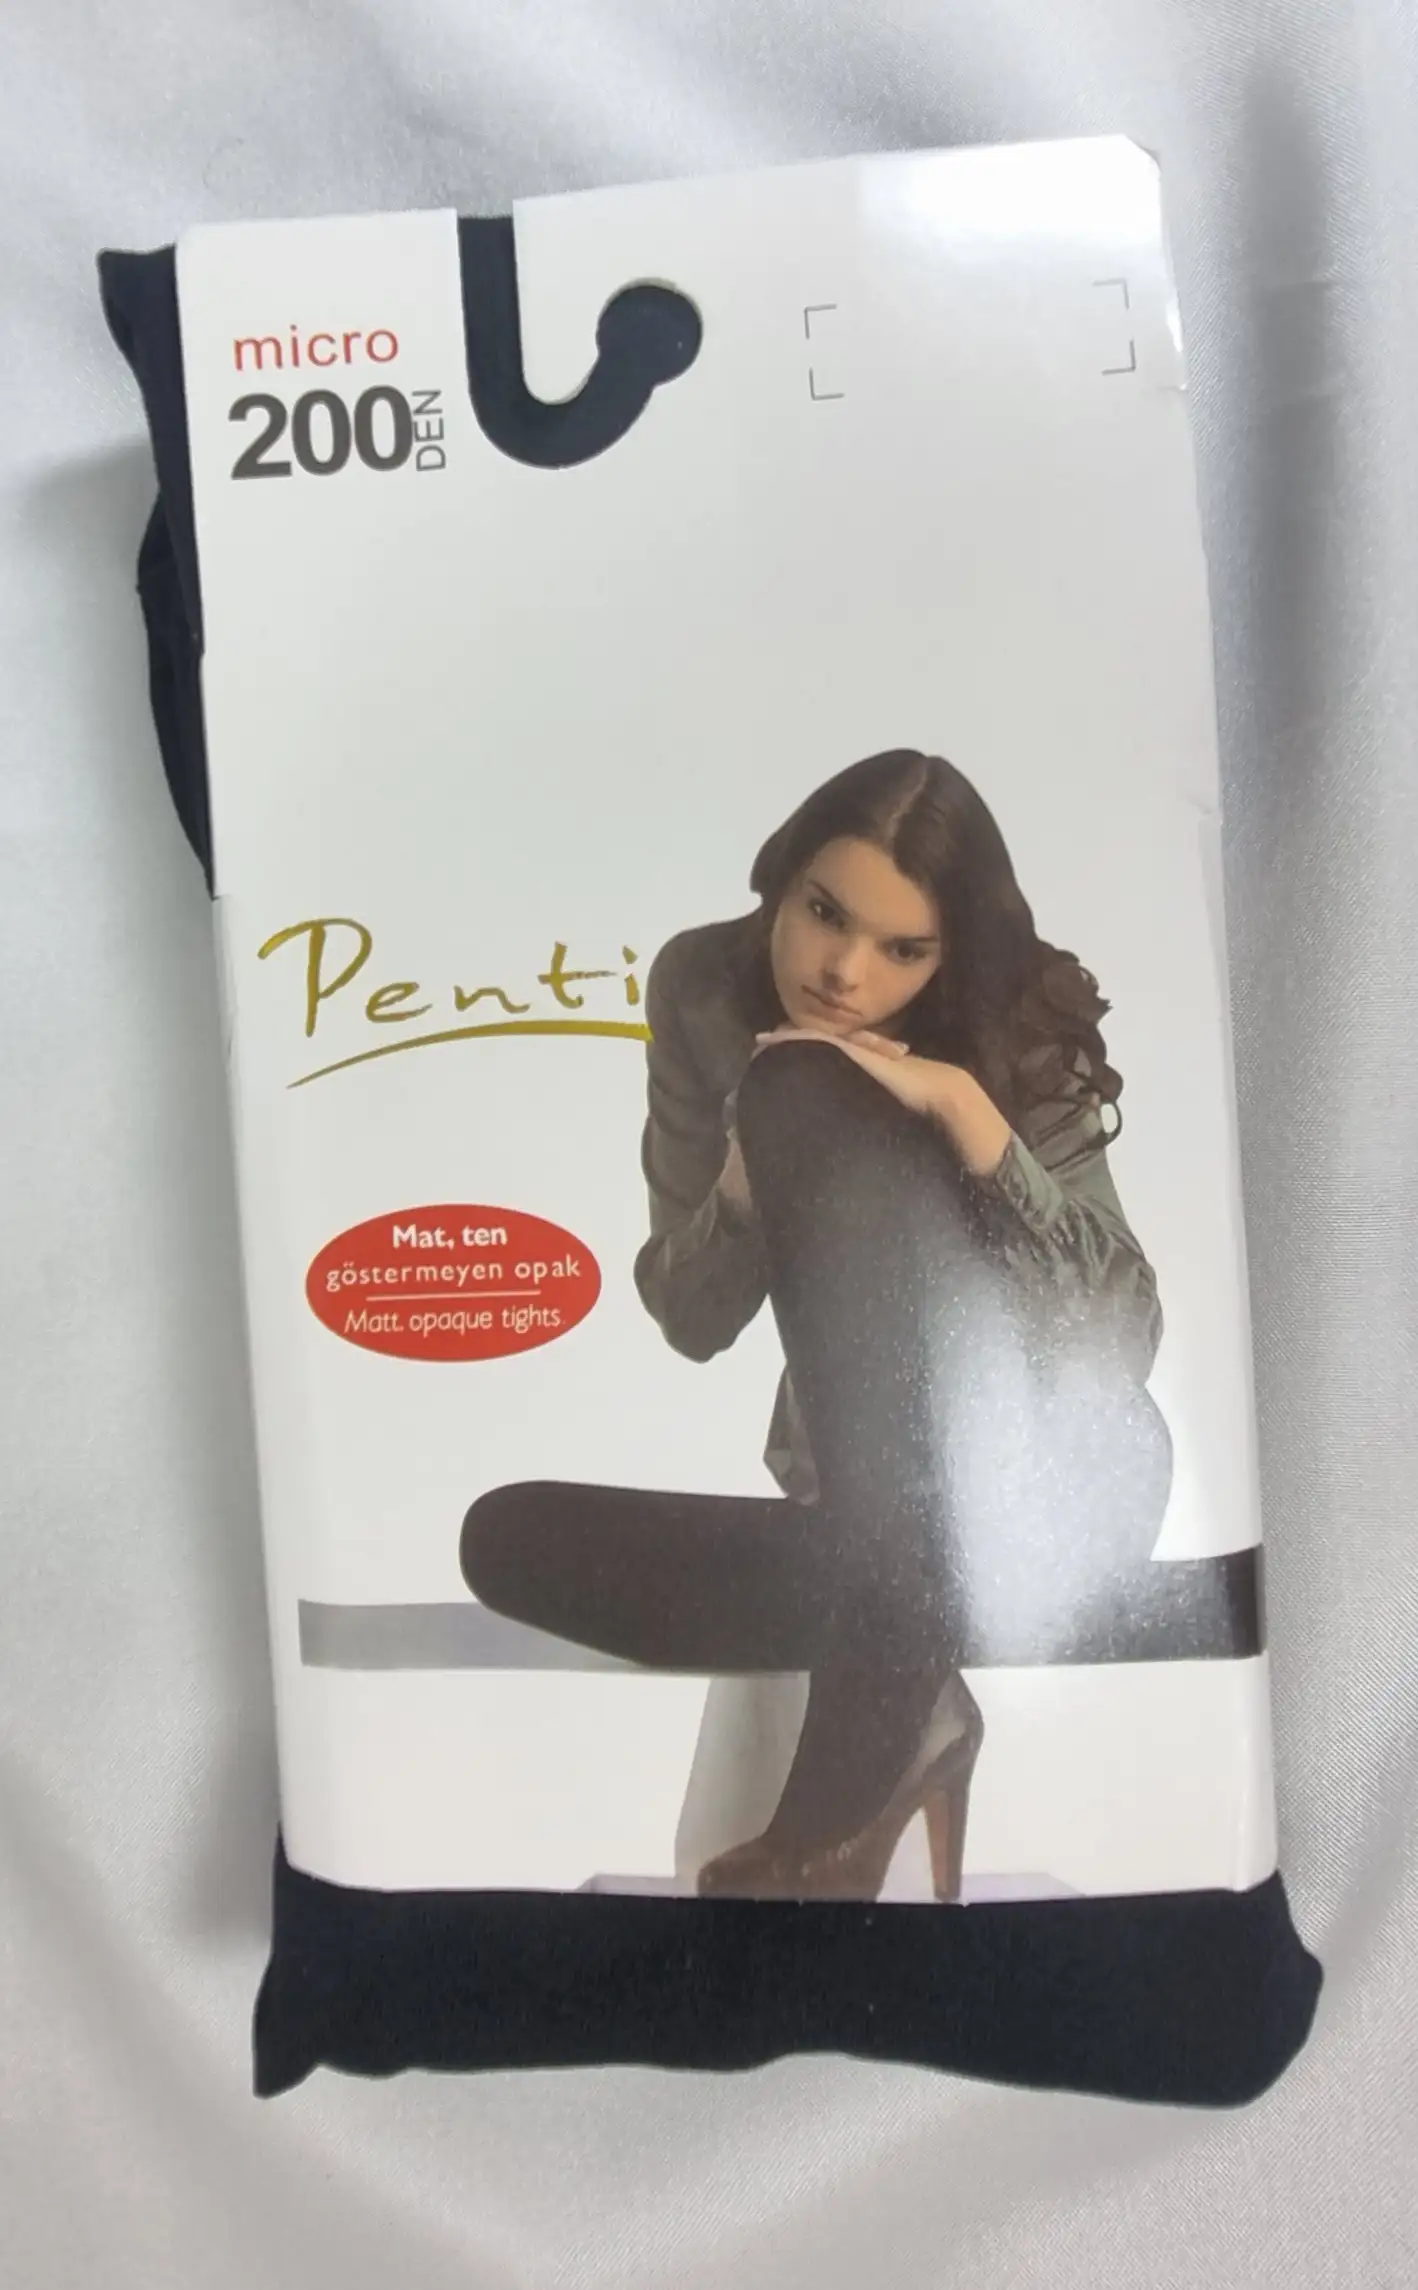 micro
200 DEN
Penti
Mat, ten
göstermeyen opak
Matt. opaque tights.